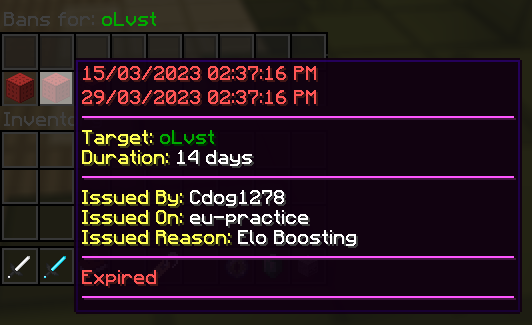 Bans for: oLvst
15/03/2023 02:37:16 PM
29/03/2023 02:37:16 PM
Target: oLvst
Duration: 14 days
Issued By: Cdog1278
Issued On: eu-practice
Issued Reason: Elo Boosting
Expired